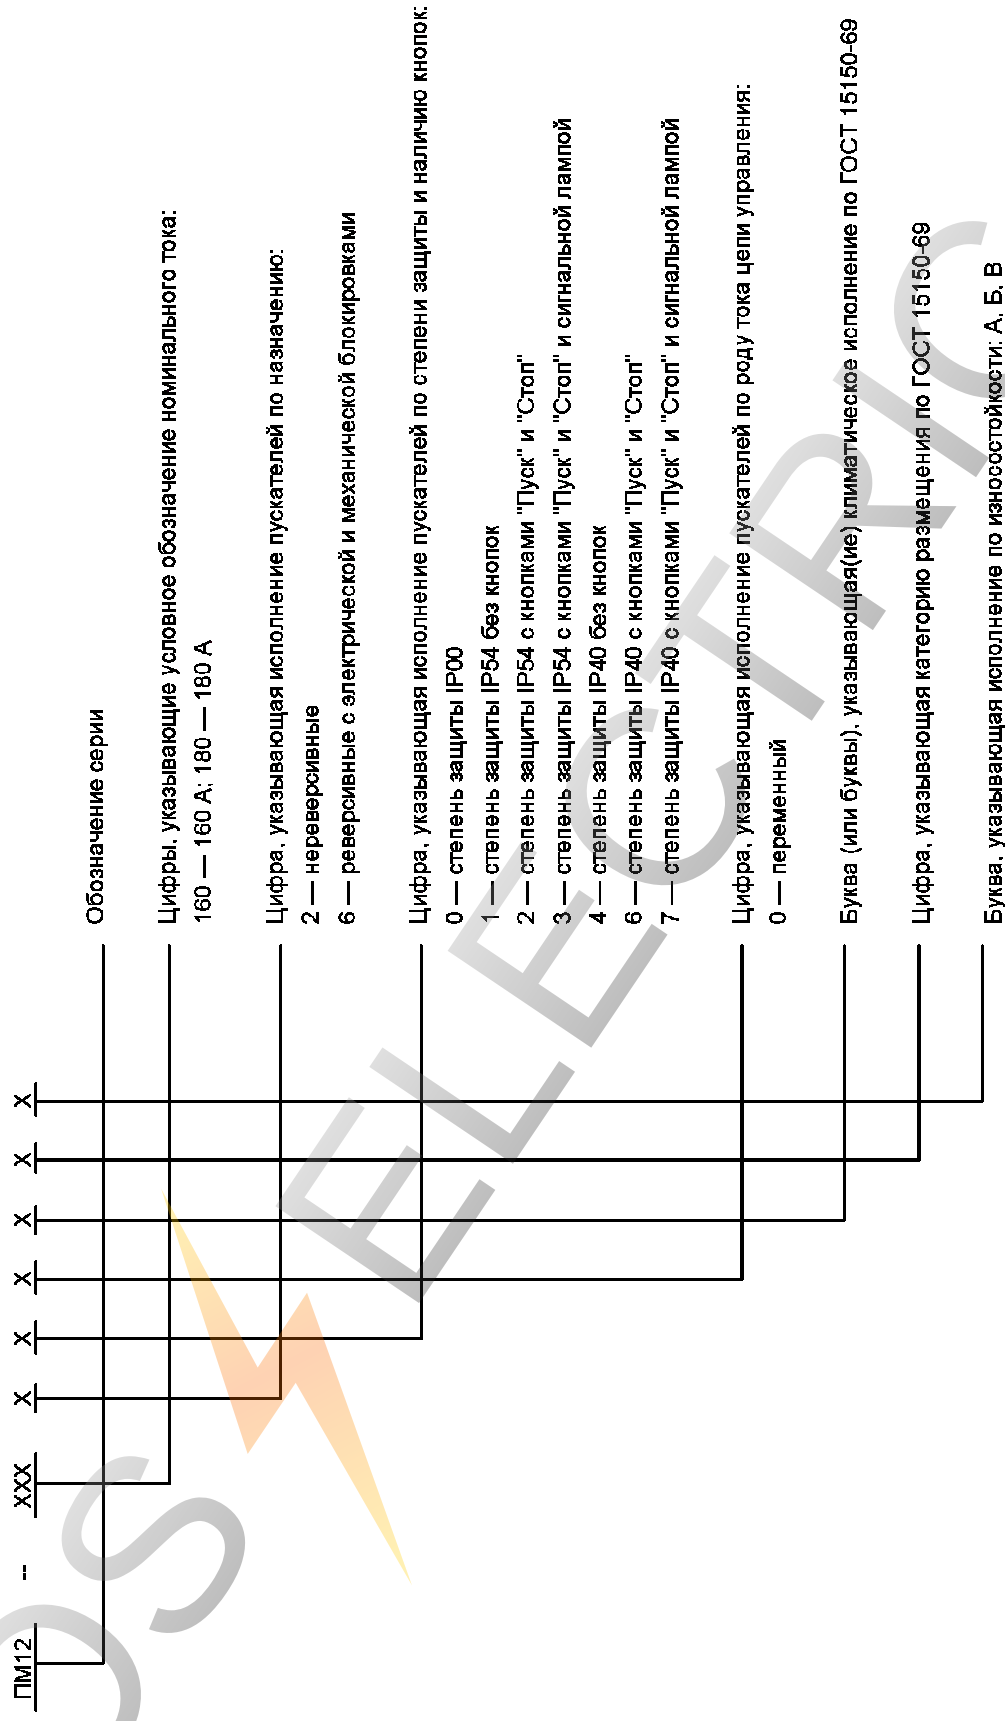 ПМ12 -- XXX X X X X X X
Обозначение серии
Цифры, указывающие условное обозначение номинального тока:
160 — 160 А; 180 — 180 А
Цифра, указывающая исполнение пускателей по назначению:
2 — нереверсивные
6 — реверсивные с электрической и механической блокировками
Цифра, указывающая исполнение пускателей по степени защиты и наличию кнопок:
0 — степень защиты IP00
1 — степень защиты IP54 без кнопок
2 — степень защиты IP54 с кнопками "Пуск" и "Стоп"
3 — степень защиты IP54 с кнопками "Пуск" и "Стоп" и сигнальной лампой
4 — степень защиты IP40 без кнопок
6 — степень защиты IP40 с кнопками "Пуск" и "Стоп"
7 — степень защиты IP40 с кнопками "Пуск" и "Стоп" и сигнальной лампой
Цифра, указывающая исполнение пускателей по роду тока цепи управления:
0 — переменный
Буква (или буквы), указывающая(ие) климатическое исполнение по ГОСТ 15150-69
Цифра, указывающая категорию размещения по ГОСТ 15150-69
Буква, указывающая исполнение по износостойкости: А, Б, В
OS ELECTRIC